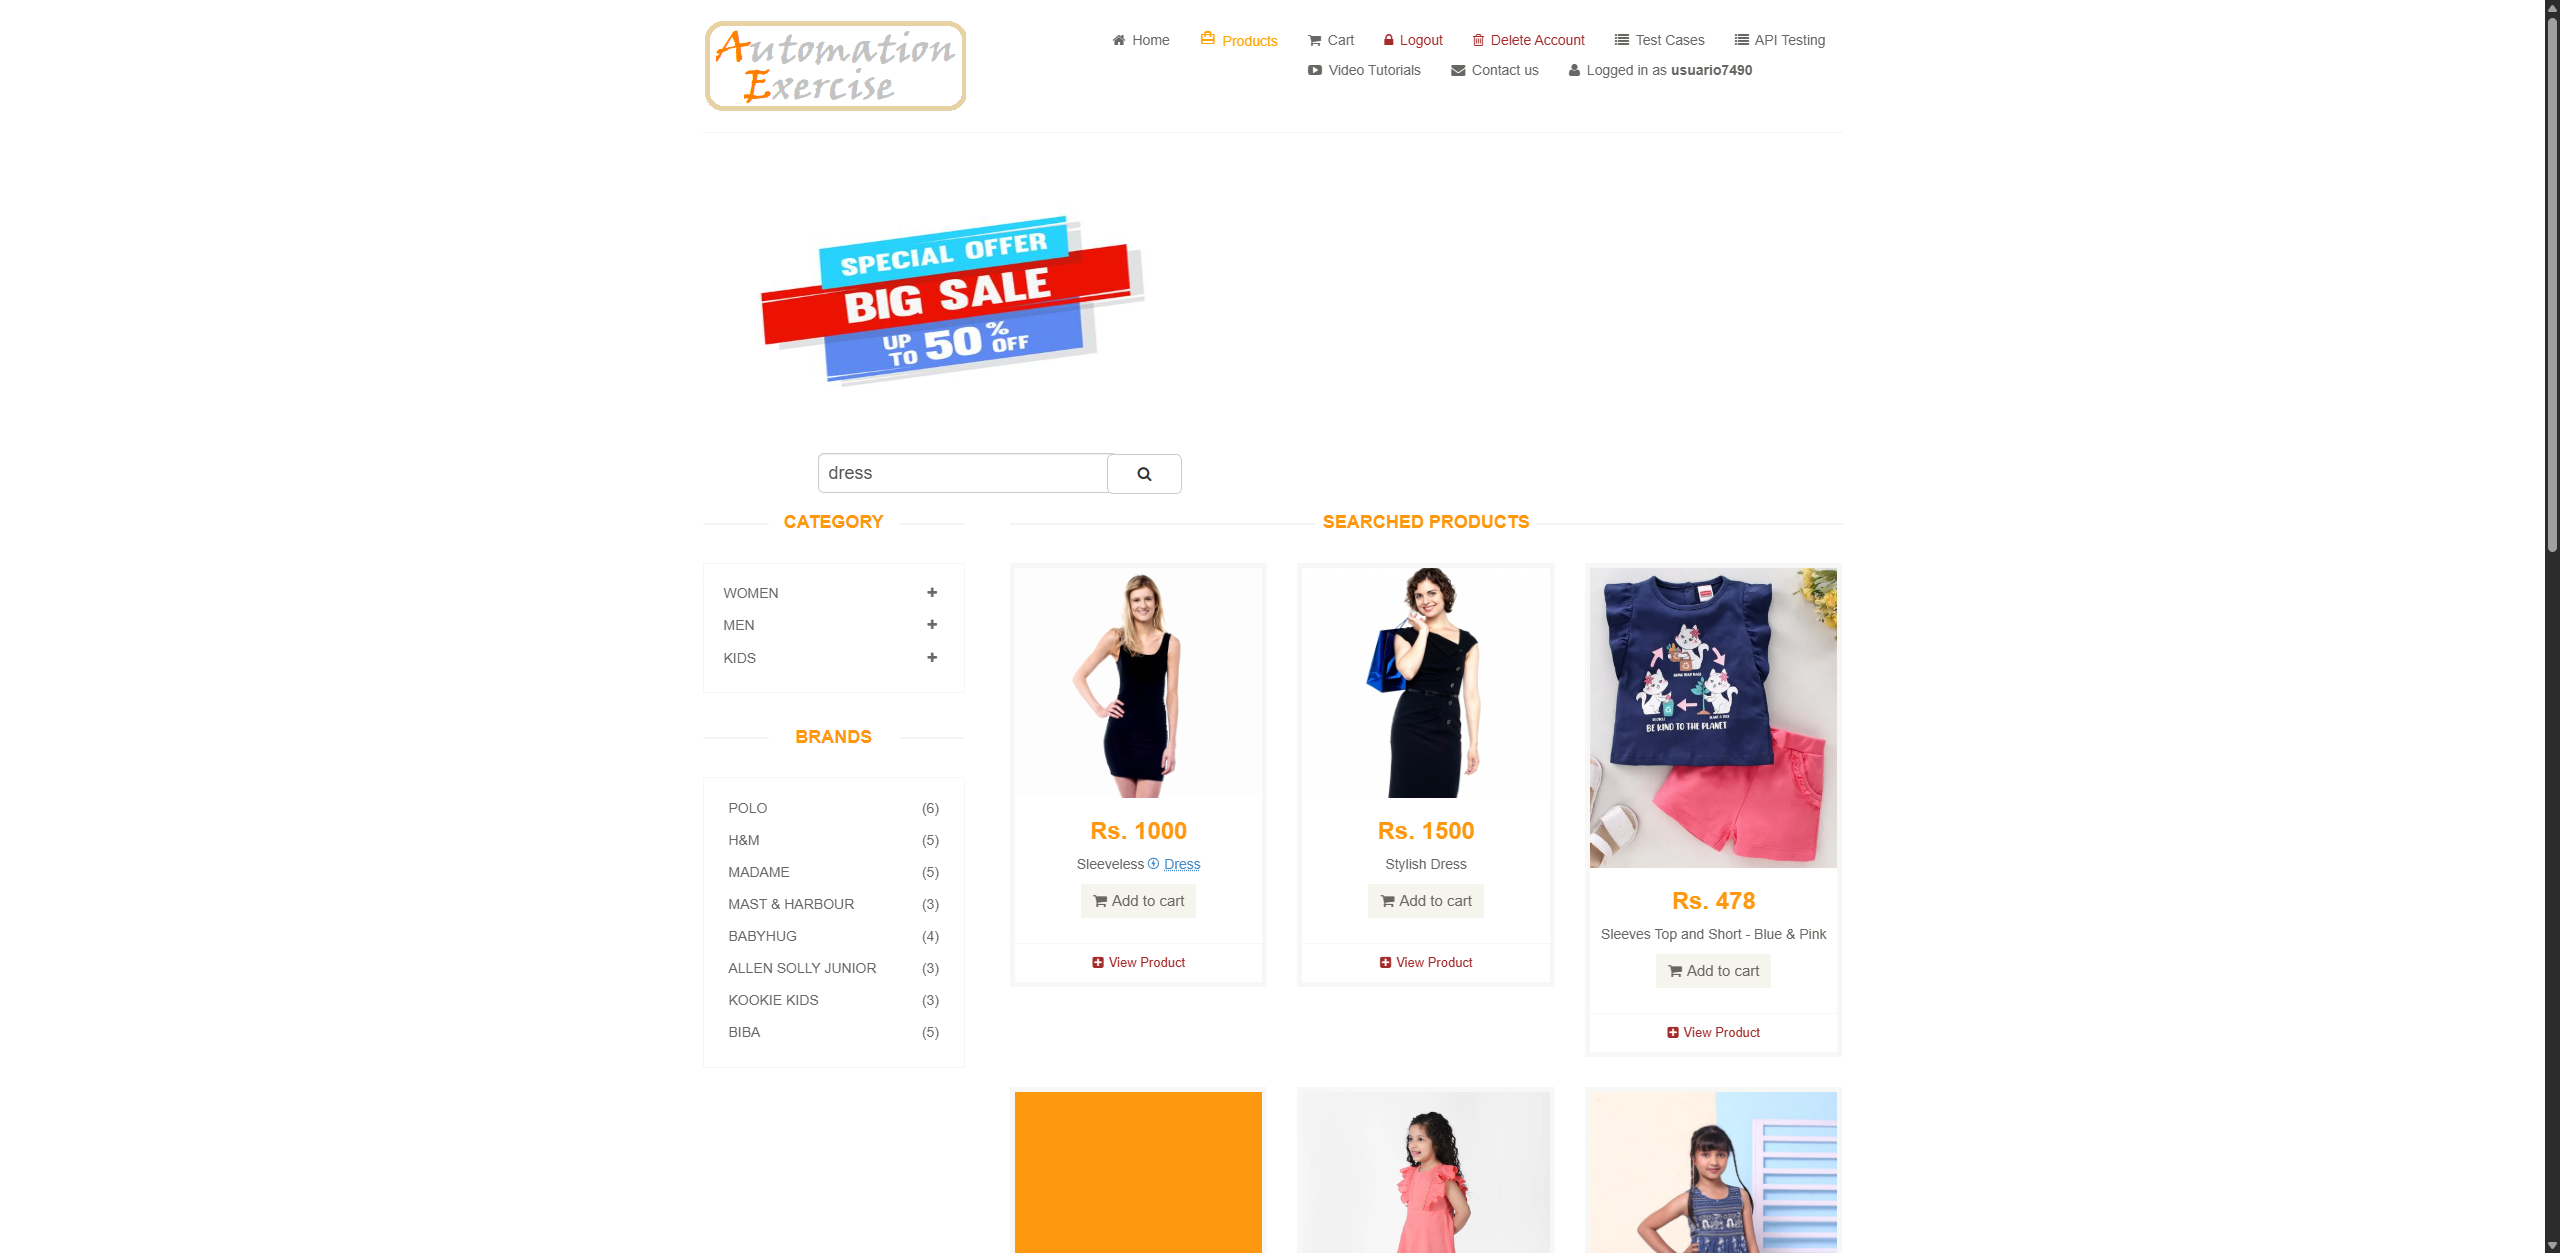 Automation
Exercise
Home Products Cart Logout Delete Account Test Cases API Testing
Video Tutorials Contact us Logged in as usuario7490
SPECIAL OFFER
BIG SALE
UP TO 50% OFF
dress
CATEGORY
WOMEN
MEN
KIDS
BRANDS
POLO (6)
H&M (5)
MADAME (5)
MAST & HARBOUR (3)
BABYHUG (4)
ALLEN SOLLY JUNIOR (3)
KOOKIE KIDS (3)
BIBA (5)
SEARCHED PRODUCTS
Rs. 1000
Sleeveless Dress
Add to cart
View Product
Rs. 1500
Stylish Dress
Add to cart
View Product
BE KIND TO THE PLANET
Rs. 478
Sleeves Top and Short - Blue & Pink
Add to cart
View Product